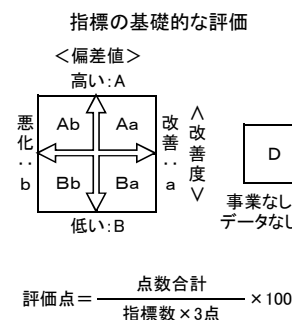 指標の基礎的な評価
＜偏差値＞
高い：A
悪化：b
Ab Aa
Bb Ba
改善：a
＜改善度＞
低い：B
D
事業なし
データなし
評価点＝ 点数合計 ×100
指標数×3点